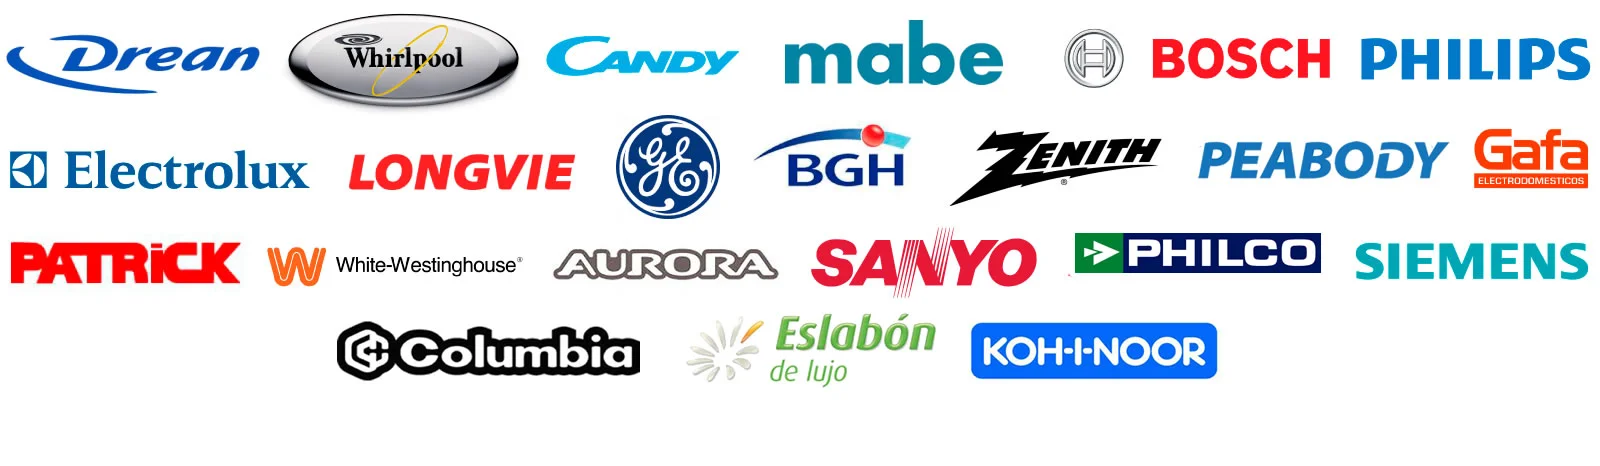 Drean Whirlpool CANDY mabe BOSCH PHILIPS
Electrolux LONGVIE GE BGH ZENITH® PEABODY Gafa
ELECTRODOMESTICOS
PATRiCK White-Westinghouse® AURORA SANYO PHILCO SIEMENS
Columbia Eslabón de lujo KOH-I-NOOR